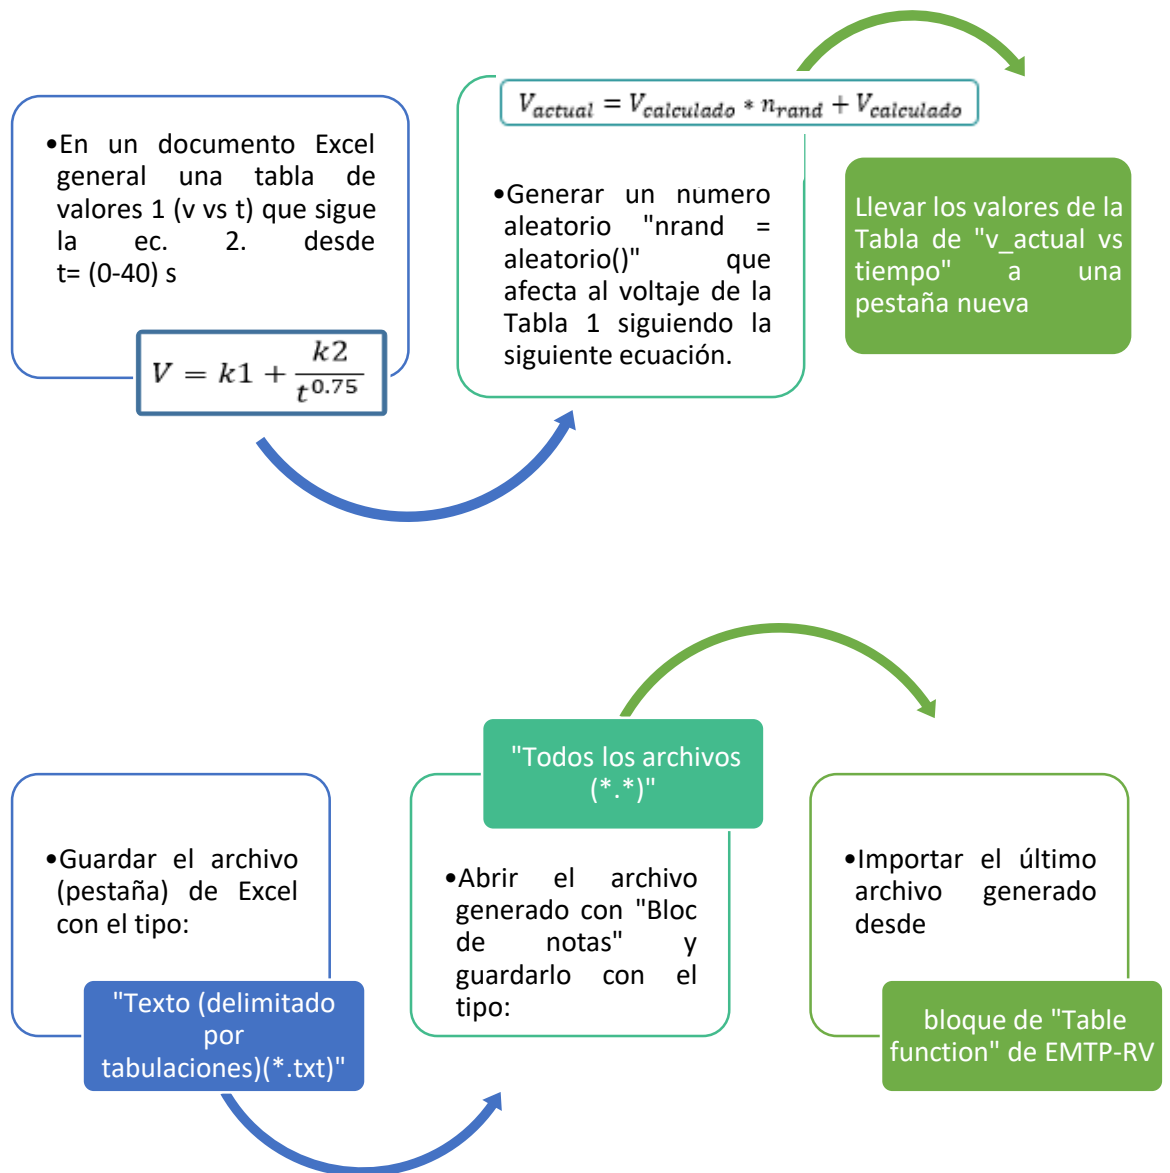 •En un documento Excel
general una tabla de
valores 1 (v vs t) que sigue
la ec. 2. desde
t= (0-40) s
V = k1 + k2 / t^0.75
V_actual = V_calculado * n_rand + V_calculado
•Generar un numero
aleatorio "nrand =
aleatorio()" que
afecta al voltaje de la
Tabla 1 siguiendo la
siguiente ecuación.
Llevar los valores de la
Tabla de "v_actual vs
tiempo" a una
pestaña nueva
•Guardar el archivo
(pestaña) de Excel
con el tipo:
"Texto (delimitado
por
tabulaciones)(*.txt)"
"Todos los archivos
(*.*)"
•Abrir el archivo
generado con "Bloc
de notas" y
guardarlo con el
tipo:
•Importar el último
archivo generado
desde
bloque de "Table
function" de EMTP-RV